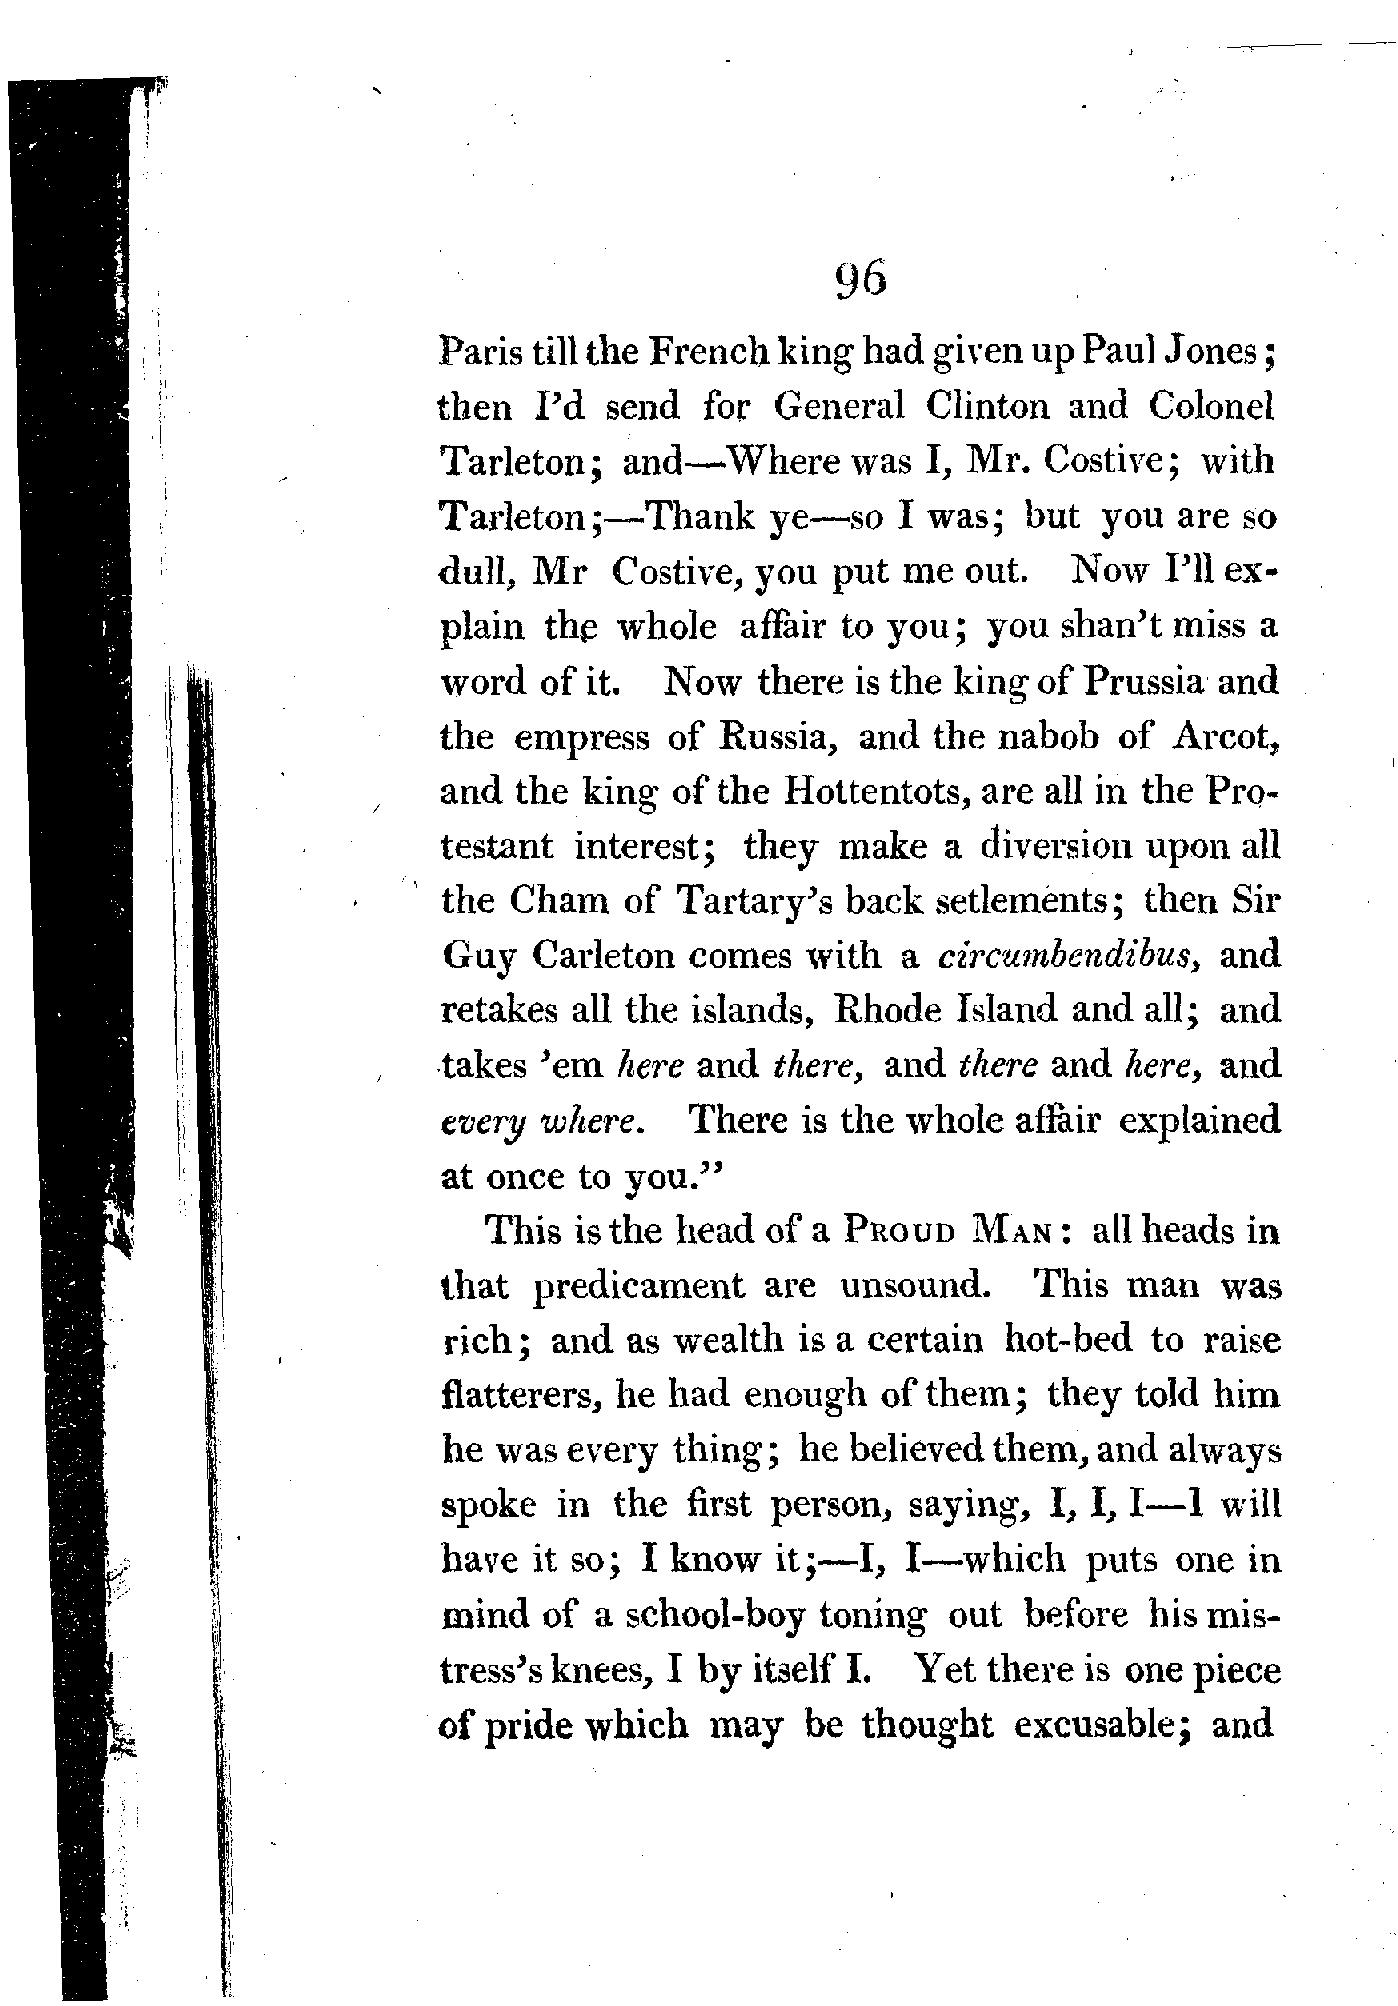 96
Paris till the French king had given up Paul Jones;
then I'd send for General Clinton and Colonel
Tarleton; and—Where was I, Mr. Costive; with
Tarleton;—Thank ye—so I was; but you are so
dull, Mr Costive, you put me out. Now I'll ex-
plain the whole affair to you; you shan't miss a
word of it. Now there is the king of Prussia and
the empress of Russia, and the nabob of Arcot,
and the king of the Hottentots, are all in the Pro-
testant interest; they make a diversion upon all
the Cham of Tartary's back setlements; then Sir
Guy Carleton comes with a circumbendibus, and
retakes all the islands, Rhode Island and all; and
takes 'em here and there, and there and here, and
every where. There is the whole affair explained
at once to you."
This is the head of a PROUD MAN: all heads in
that predicament are unsound. This man was
rich; and as wealth is a certain hot-bed to raise
flatterers, he had enough of them; they told him
he was every thing; he believed them, and always
spoke in the first person, saying, I, I, I—I will
have it so; I know it;—I, I—which puts one in
mind of a school-boy toning out before his mis-
tress's knees, I by itself I. Yet there is one piece
of pride which may be thought excusable; and